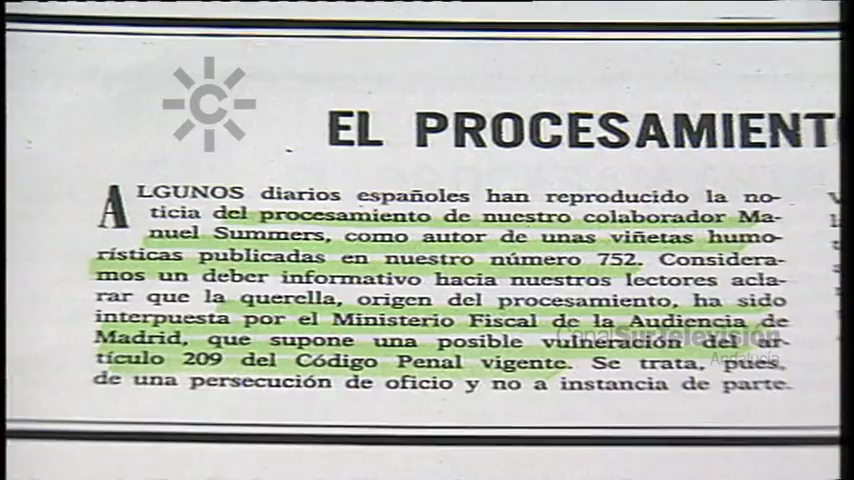 EL PROCESAMIENTO
ALGUNOS diarios españoles han reproducido la no-
ticia del procesamiento de nuestro colaborador Ma-
nuel Summers, como autor de unas viñetas humo-
rísticas publicadas en nuestro número 752. Considera-
mos un deber informativo hacia nuestros lectores acla-
rar que la querella, origen del procesamiento, ha sido
interpuesta por el Ministerio Fiscal de la Audiencia de
Madrid, que supone una posible vulneración del ar-
tículo 209 del Código Penal vigente. Se trata, pues,
de una persecución de oficio y no a instancia de parte.
CanalSurTelevisión
Andalucía